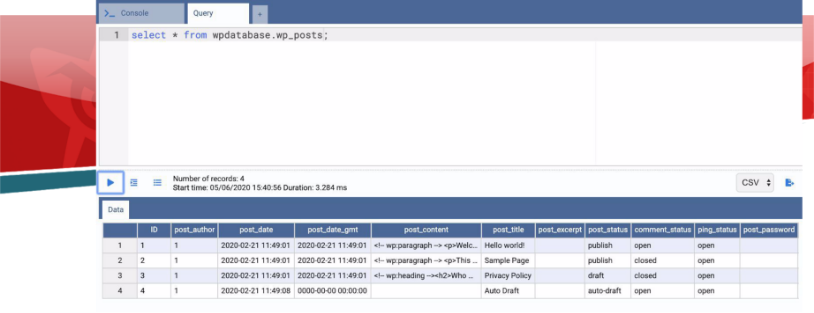 >_ Console Query +
1 select * from wpdatabase.wp_posts;
Number of records: 4
Start time: 05/06/2020 15:40:56 Duration: 3.284 ms
CSV
Data
ID post_author post_date post_date_gmt post_content post_title post_excerpt post_status comment_status ping_status post_password
1 1 1 2020-02-21 11:49:01 2020-02-21 11:49:01 <!-- wp:paragraph --> <p>Welc... Hello world! publish open open
2 2 1 2020-02-21 11:49:01 2020-02-21 11:49:01 <!-- wp:paragraph --> <p>This ... Sample Page publish closed open
3 3 1 2020-02-21 11:49:01 2020-02-21 11:49:01 <!-- wp:heading --><h2>Who ... Privacy Policy draft closed open
4 4 1 2020-02-21 11:49:08 0000-00-00 00:00:00 Auto Draft auto-draft open open